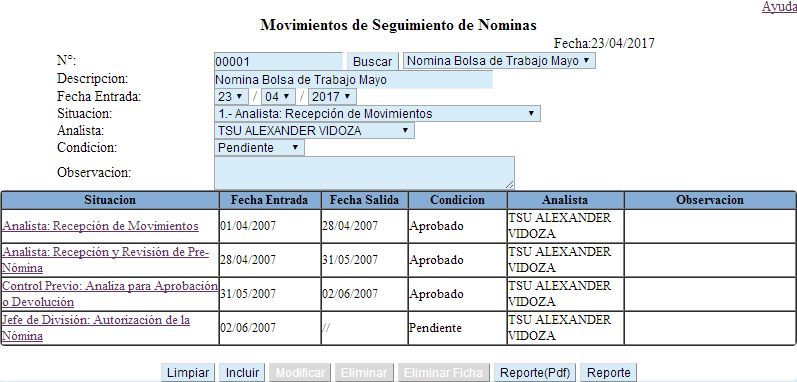 Ayuda
Movimientos de Seguimiento de Nominas
Fecha:23/04/2017
N°: 00001 Buscar Nomina Bolsa de Trabajo Mayo
Descripcion: Nomina Bolsa de Trabajo Mayo
Fecha Entrada: 23 / 04 / 2017
Situacion: 1.- Analista: Recepción de Movimientos
Analista: TSU ALEXANDER VIDOZA
Condicion: Pendiente
Observacion:
Situacion Fecha Entrada Fecha Salida Condicion Analista Observacion
Analista: Recepción de Movimientos 01/04/2007 28/04/2007 Aprobado TSU ALEXANDER
VIDOZA
Analista: Recepción y Revisión de Pre-
Nómina 28/04/2007 31/05/2007 Aprobado TSU ALEXANDER
VIDOZA
Control Previo: Analiza para Aprobación
o Devolución 31/05/2007 02/06/2007 Aprobado TSU ALEXANDER
VIDOZA
Jefe de División: Autorización de la
Nómina 02/06/2007 // Pendiente TSU ALEXANDER
VIDOZA
Limpiar Incluir Modificar Eliminar Eliminar Ficha Reporte(Pdf) Reporte